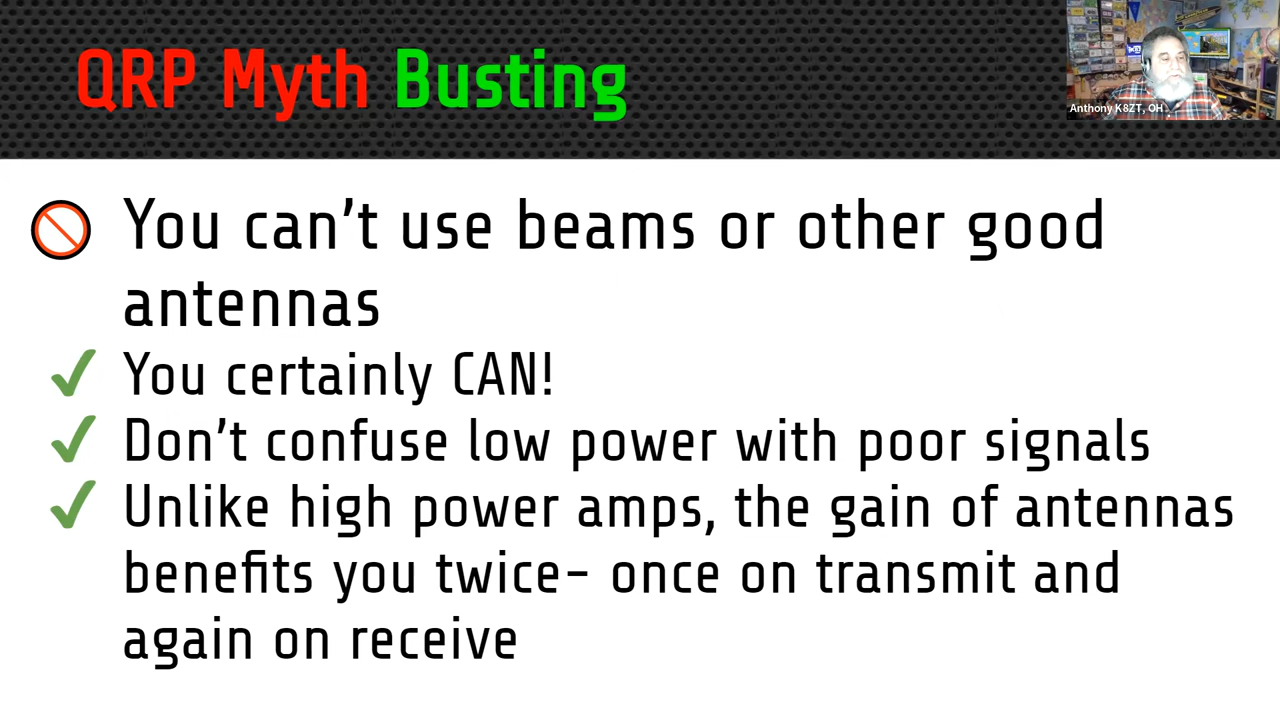 QRP Myth Busting
Anthony K8ZT, OH
You can't use beams or other good
antennas
You certainly CAN!
Don't confuse low power with poor signals
Unlike high power amps, the gain of antennas
benefits you twice- once on transmit and
again on receive